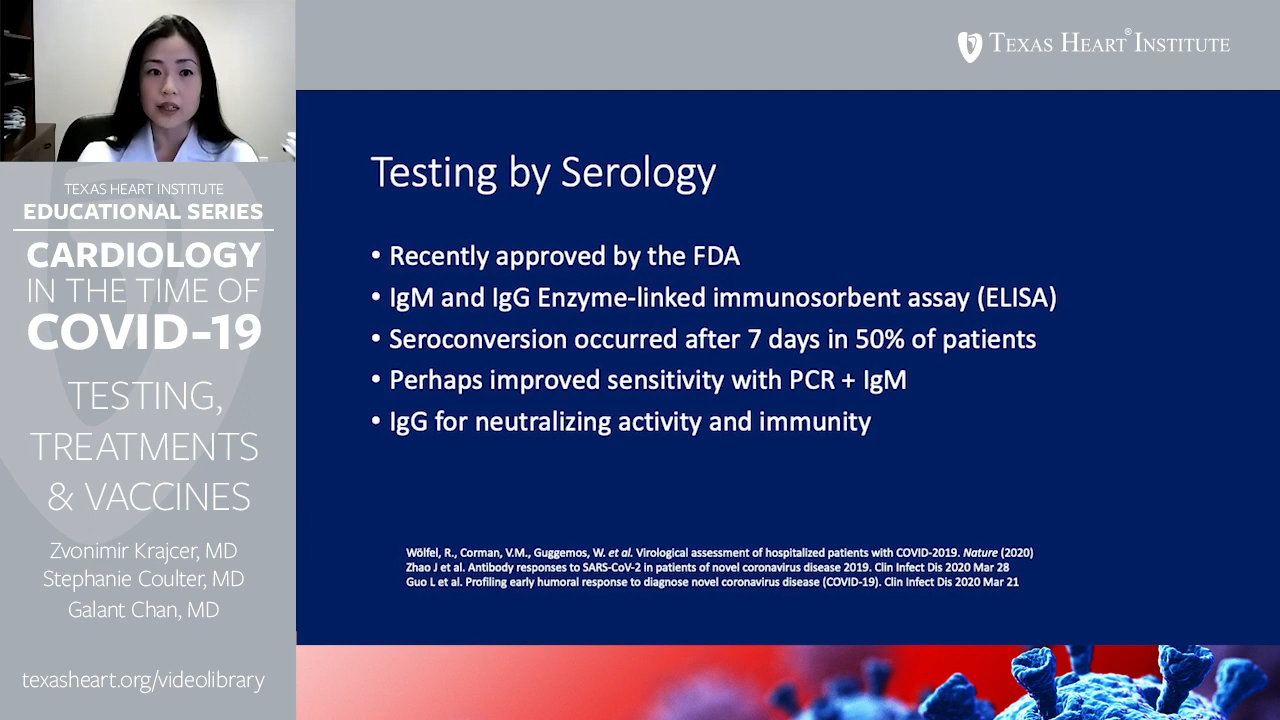 TEXAS HEART® INSTITUTE
TEXAS HEART INSTITUTE
EDUCATIONAL SERIES
CARDIOLOGY
IN THE TIME OF
COVID-19
TESTING,
TREATMENTS
& VACCINES
Zvonimir Krajcer, MD
Stephanie Coulter, MD
Galant Chan, MD
texasheart.org/videolibrary
Testing by Serology
• Recently approved by the FDA
• IgM and IgG Enzyme-linked immunosorbent assay (ELISA)
• Seroconversion occurred after 7 days in 50% of patients
• Perhaps improved sensitivity with PCR + IgM
• IgG for neutralizing activity and immunity
Wölfel, R., Corman, V.M., Guggemos, W. et al. Virological assessment of hospitalized patients with COVID-2019. Nature (2020)
Zhao J et al. Antibody responses to SARS-CoV-2 in patients of novel coronavirus disease 2019. Clin Infect Dis 2020 Mar 28
Guo L et al. Profiling early humoral response to diagnose novel coronavirus disease (COVID-19). Clin Infect Dis 2020 Mar 21